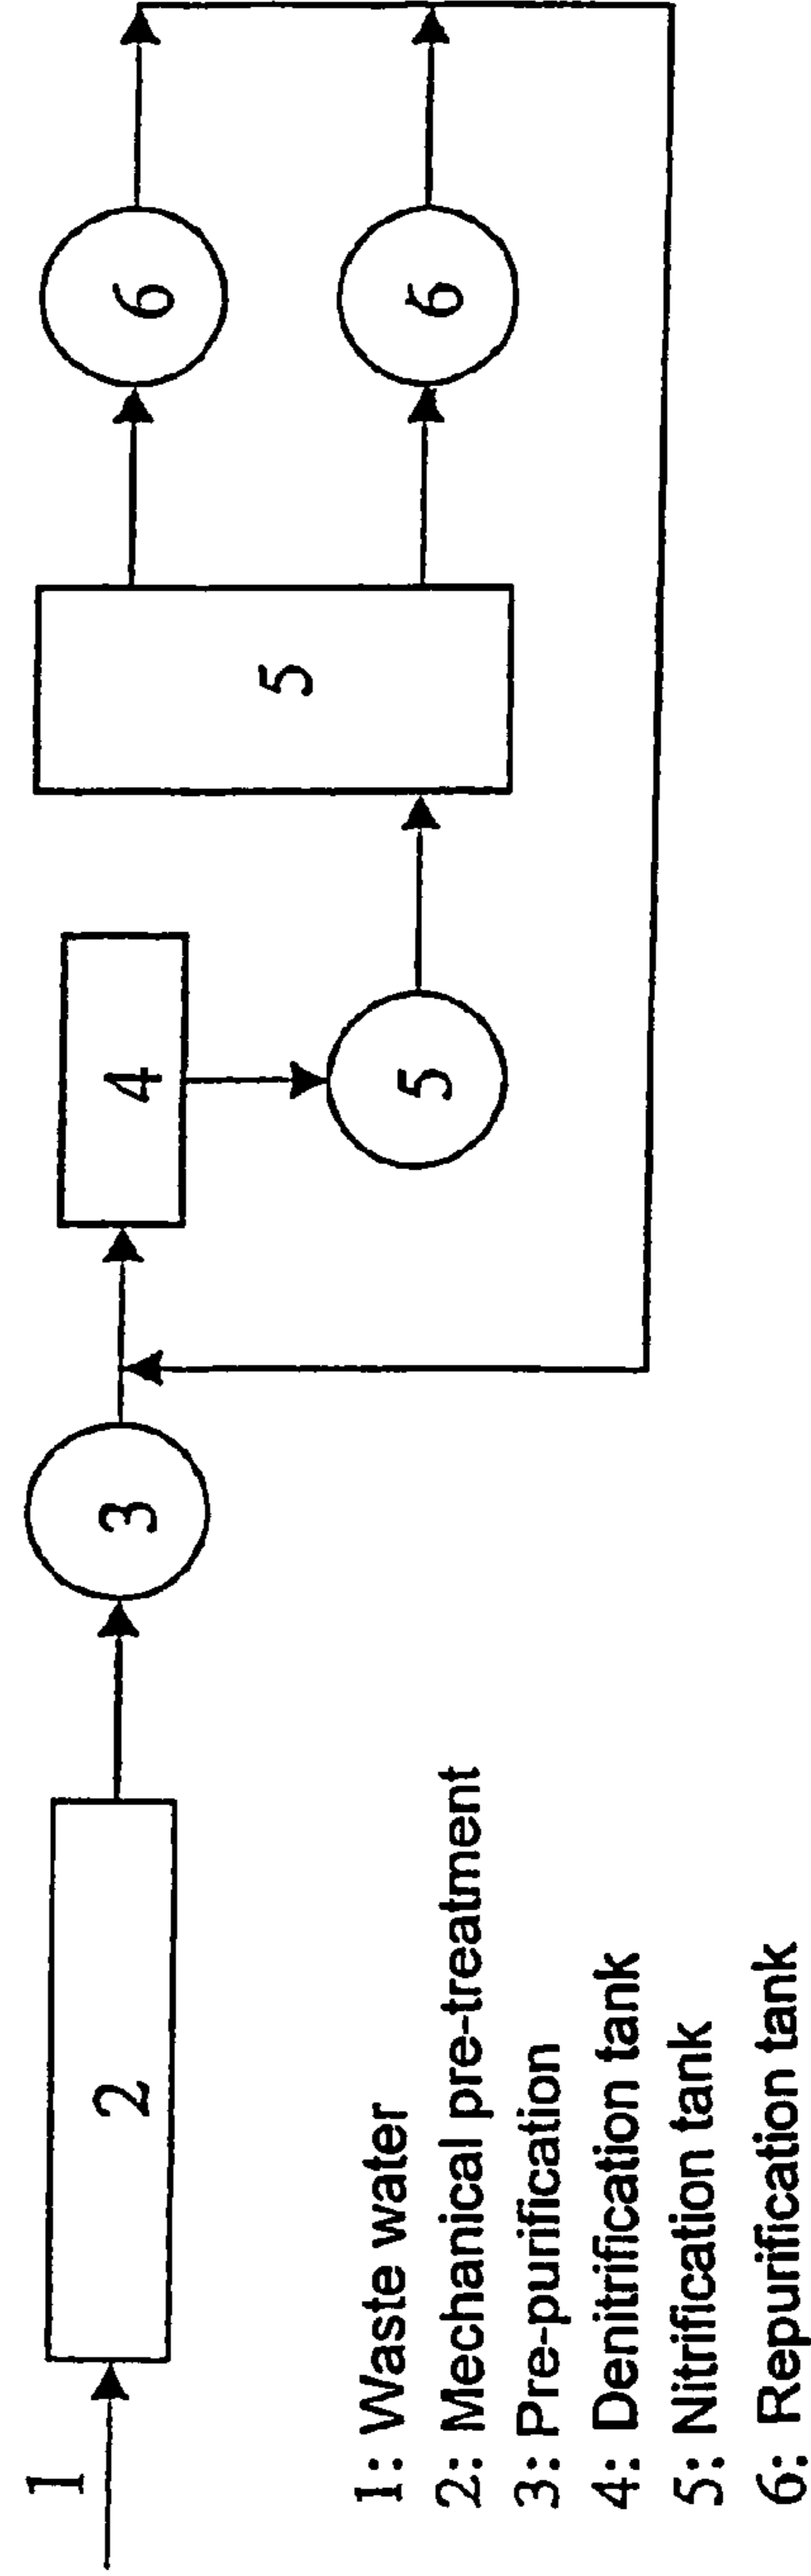 1
2
3
4
5
5
6
6
1: Waste water
2: Mechanical pre-treatment
3: Pre-purification
4: Denitrification tank
5: Nitrification tank
6: Repurification tank